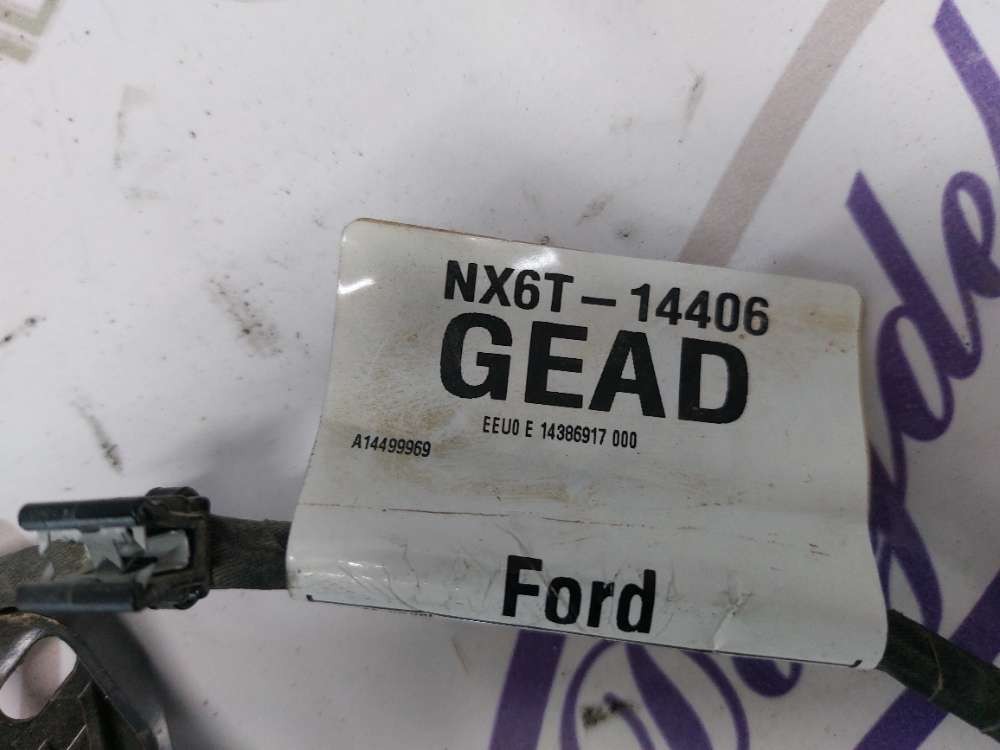 NX6T-14406
GEAD
EEU0 E 14386917 000
A14499969
Ford